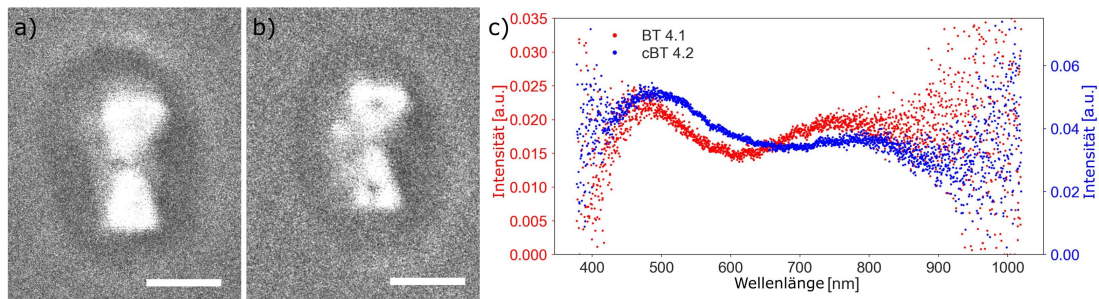 a)
b)
c)
Intensität [a.u.]
0.035
0.030
0.025
0.020
0.015
0.010
0.005
0.000
BT 4.1
cBT 4.2
400 500 600 700 800 900 1000
Wellenlänge [nm]
0.06
0.04
0.02
0.00
Intensität [a.u.]